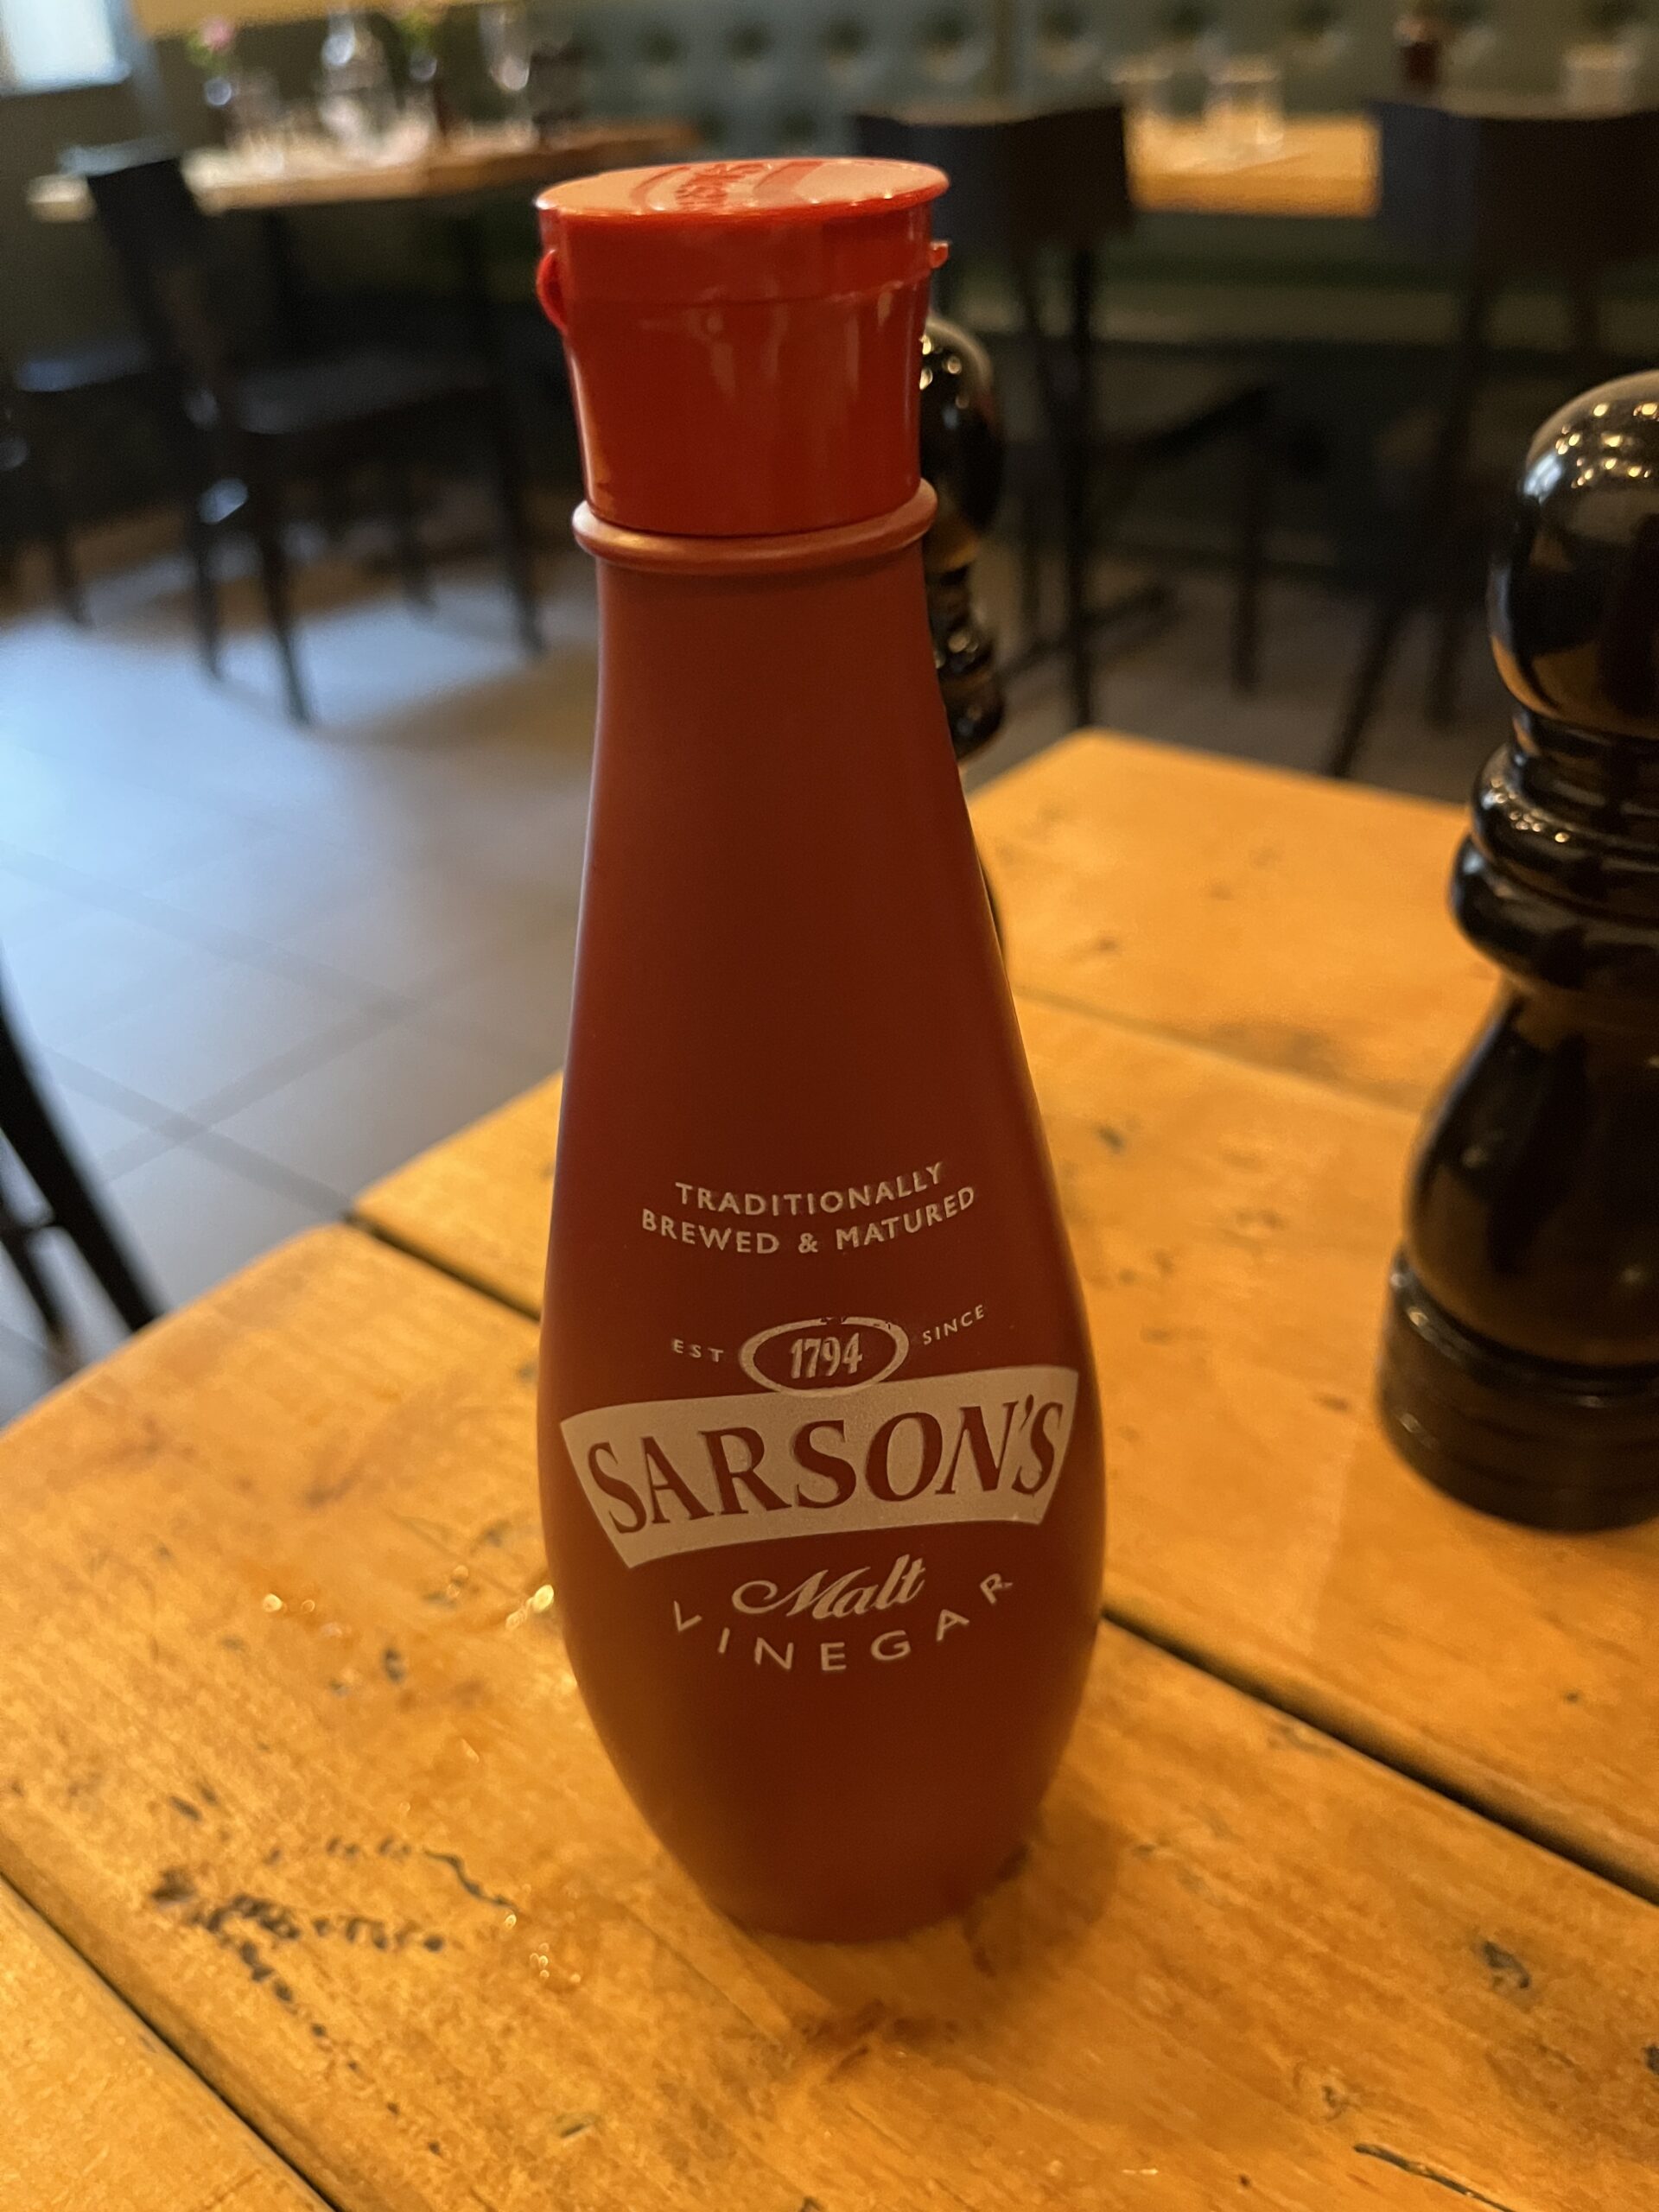 TRADITIONALLY
BREWED & MATURED
EST 1794 SINCE
SARSON'S
Malt
VINEGAR